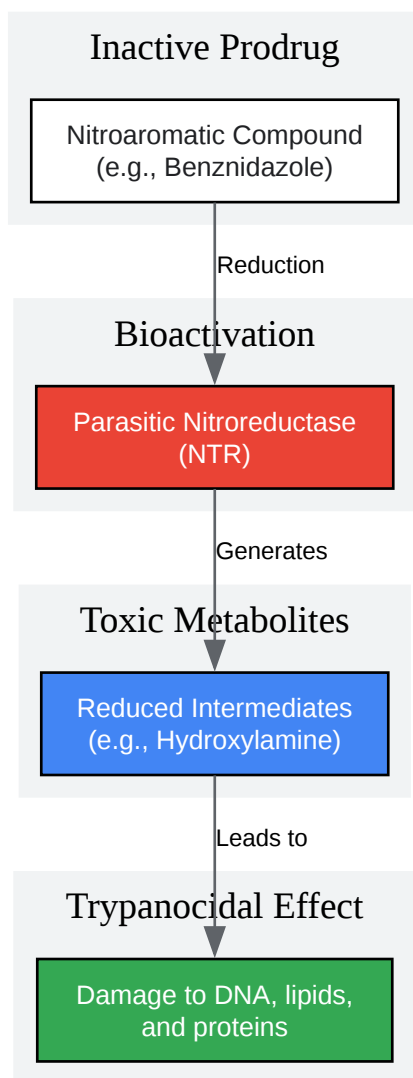 Inactive Prodrug
Nitroaromatic Compound
(e.g., Benznidazole)
Reduction
Bioactivation
Parasitic Nitroreductase
(NTR)
Generates
Toxic Metabolites
Reduced Intermediates
(e.g., Hydroxylamine)
Leads to
Trypanocidal Effect
Damage to DNA, lipids,
and proteins